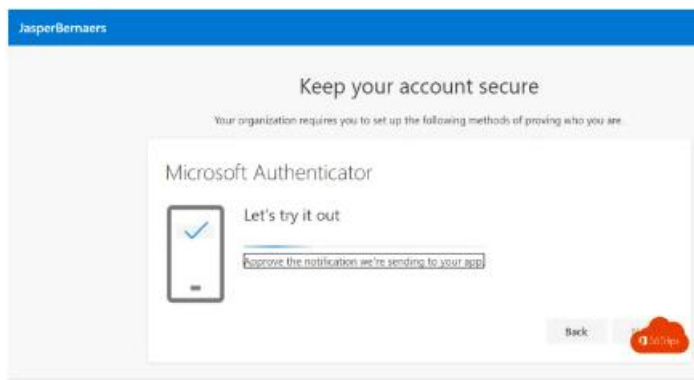 JasperBernaers
Keep your account secure
Your organization requires you to set up the following methods of proving who you are.
Microsoft Authenticator
Let's try it out
Approve the notification we're sending to your app.
Back